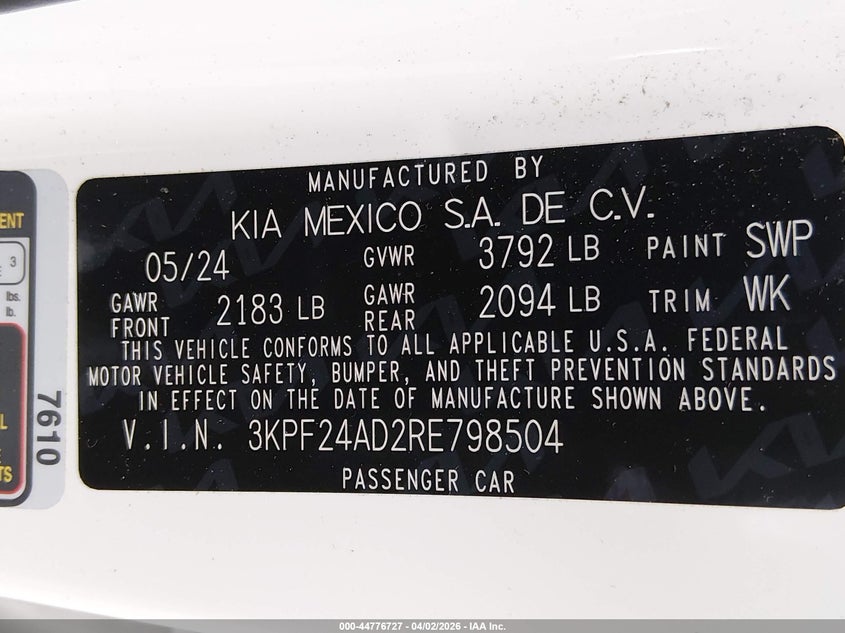 MANUFACTURED BY
KIA MEXICO S.A. DE C.V.
05/24 GVWR 3792 LB PAINT SWP
GAWR FRONT 2183 LB GAWR REAR 2094 LB TRIM WK
THIS VEHICLE CONFORMS TO ALL APPLICABLE U.S.A. FEDERAL
MOTOR VEHICLE SAFETY, BUMPER, AND THEFT PREVENTION STANDARDS
IN EFFECT ON THE DATE OF MANUFACTURE SHOWN ABOVE.
V.I.N. 3KPF24AD2RE798504
PASSENGER CAR
3
lbs.
lb.
7610
000-44776727 - 04/02/2026 - IAA Inc.